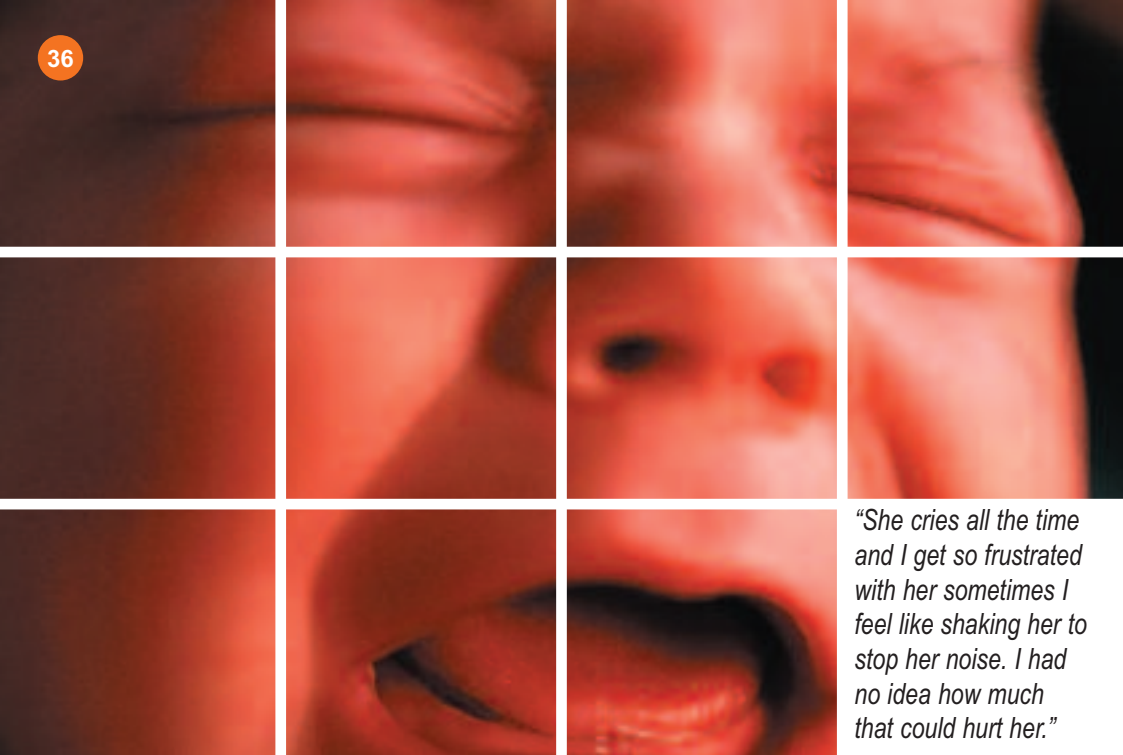 36
“She cries all the time
and I get so frustrated
with her sometimes I
feel like shaking her to
stop her noise. I had
no idea how much
that could hurt her.”